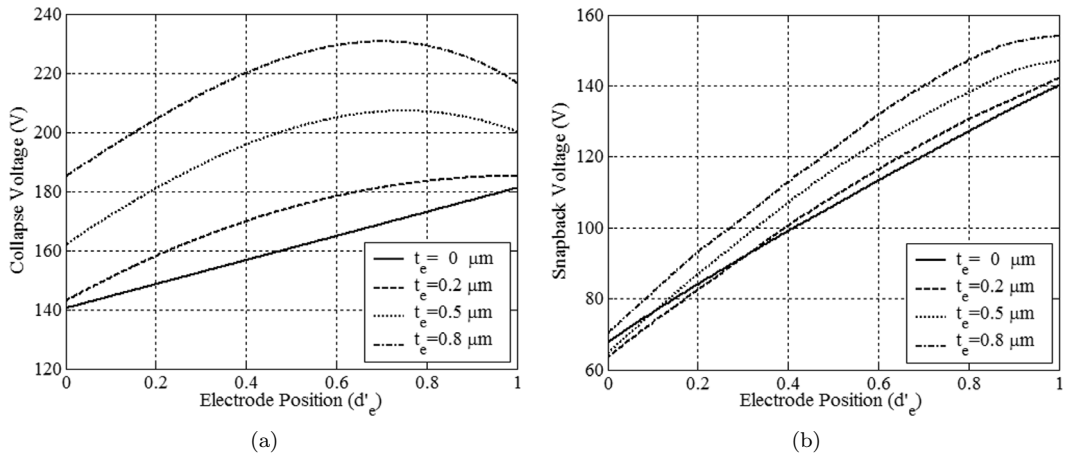 240
220
200
180
160
140
120
Collapse Voltage (V)
0
0.2
0.4
0.6
0.8
1
Electrode Position (d'e)
te= 0 μm
te=0.2 μm
te=0.5 μm
te=0.8 μm
(a)
160
140
120
100
80
60
Snapback Voltage (V)
0
0.2
0.4
0.6
0.8
1
Electrode Position (d'e)
te= 0 μm
te=0.2 μm
te=0.5 μm
te=0.8 μm
(b)